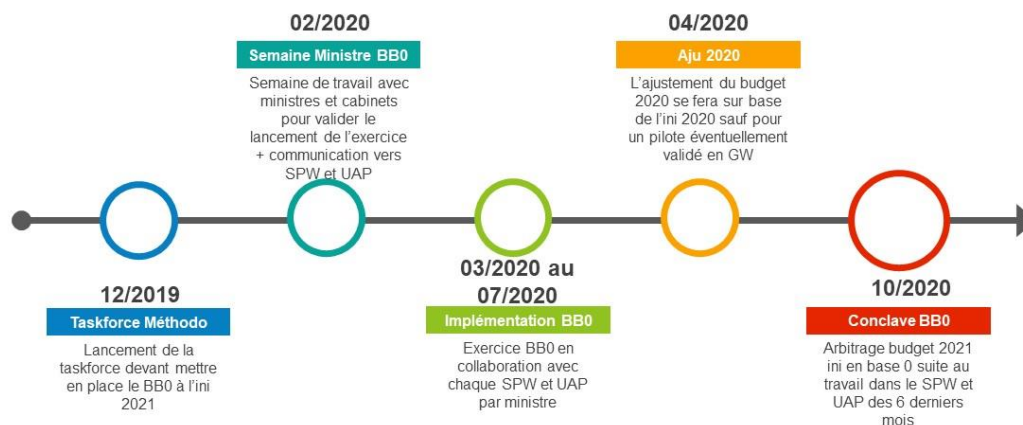 12/2019
Taskforce Méthodo
Lancement de la
taskforce devant mettre
en place le BB0 à l'ini
2021
02/2020
Semaine Ministre BB0
Semaine de travail avec
ministres et cabinets
pour valider le
lancement de l'exercice
+ communication vers
SPW et UAP
03/2020 au
07/2020
Implémentation BB0
Exercice BB0 en
collaboration avec
chaque SPW et UAP
par ministre
04/2020
Aju 2020
L'ajustement du budget
2020 se fera sur base
de l'ini 2020 sauf pour
un pilote éventuellement
validé en GW
10/2020
Conclave BB0
Arbitrage budget 2021
ini en base 0 suite au
travail dans le SPW et
UAP des 6 derniers
mois